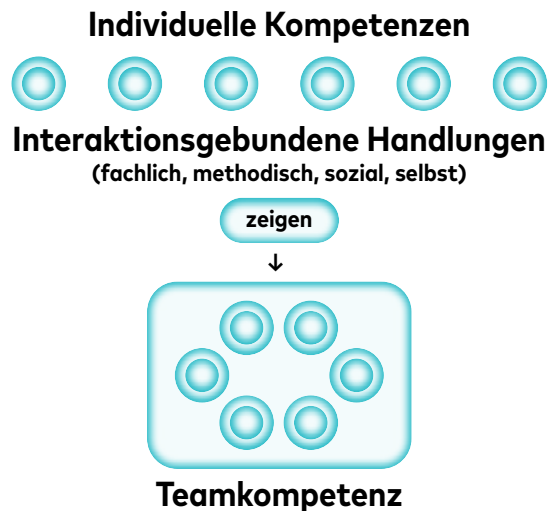 Individuelle Kompetenzen
Interaktionsgebundene Handlungen
(fachlich, methodisch, sozial, selbst)
zeigen
↓
Teamkompetenz